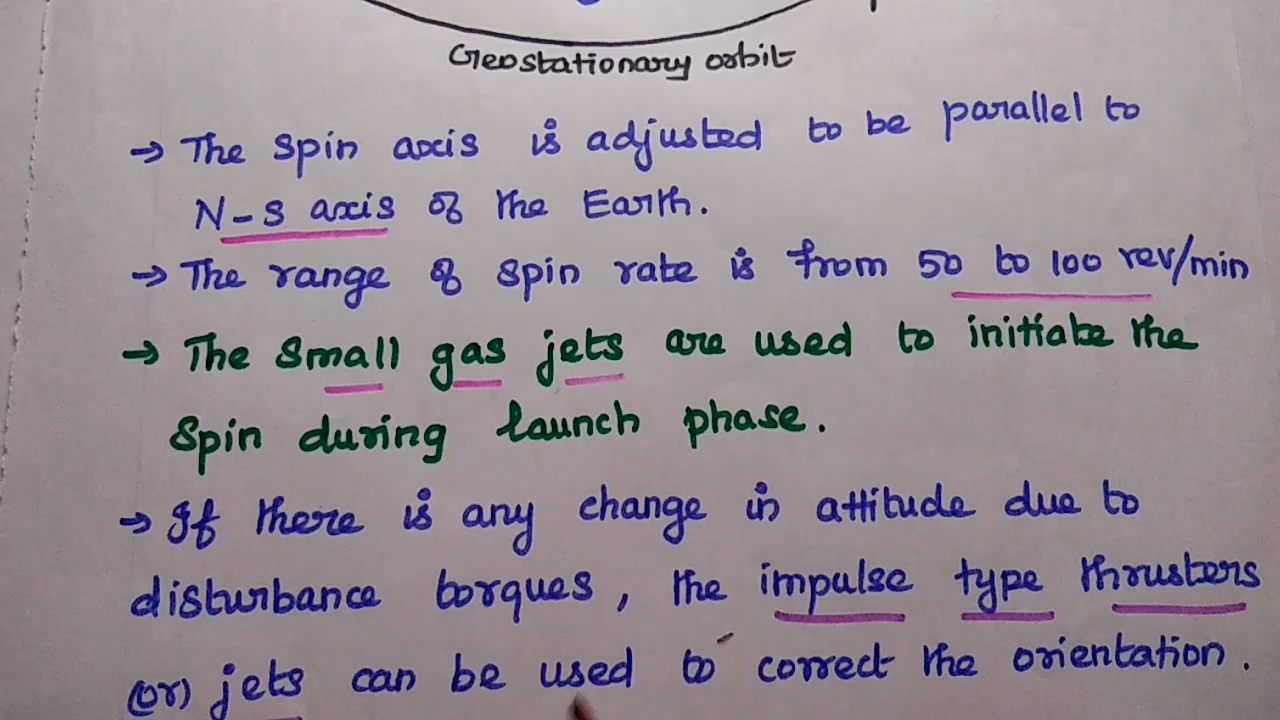 Geostationary orbit
→ The spin axis is adjusted to be parallel to
N-S axis of the Earth.
→ The range of spin rate is from 50 to 100 rev/min
→ The small gas jets are used to initiate the
spin during launch phase.
→ If there is any change in attitude due to
disturbance torques, the impulse type thrusters
(or) jets can be used to correct the orientation.